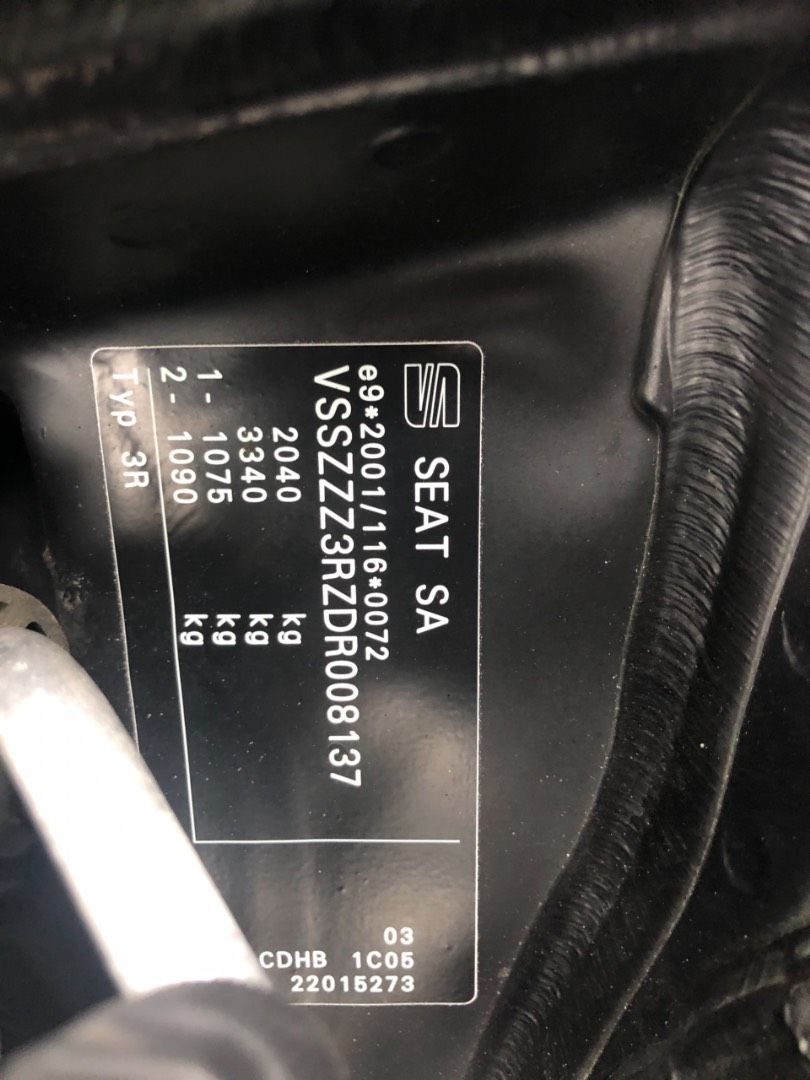 SEAT SA
e9*2001/116*0072
VSSZZZ3RZDR008137
2040 kg
3340 kg
1 - 1075 kg
2 - 1090 kg
Typ 3R
03
CDHB 1C05
22015273